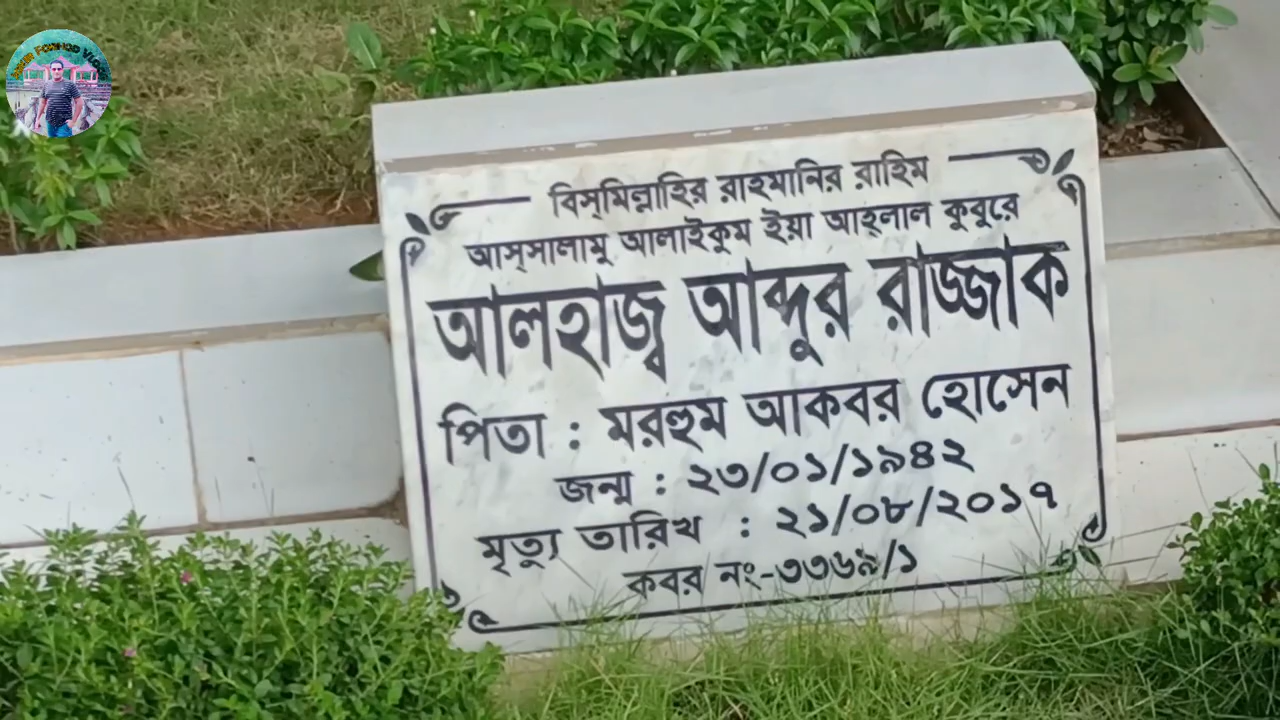 বিস্‌মিল্লাহির রাহমানির রাহিম
আস্‌সালামু আলাইকুম ইয়া আহ্‌লাল কুবুরে
আলহাজ্ব আব্দুর রাজ্জাক
পিতা : মরহুম আকবর হোসেন
জন্ম : ২৩/০১/১৯৪২
মৃত্যু তারিখ : ২১/০৮/২০১৭
কবর নং-৩৩৬৯/১